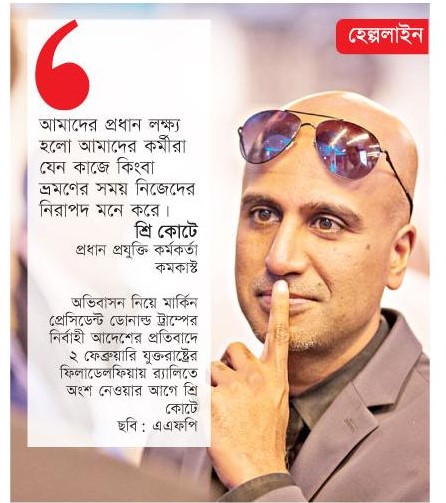 হেল্পলাইন
আমাদের প্রধান লক্ষ্য
হলো আমাদের কর্মীরা
যেন কাজে কিংবা
ভ্রমণের সময় নিজেদের
নিরাপদ মনে করে।
শ্রি কোটে
প্রধান প্রযুক্তি কর্মকর্তা
কমকাস্ট
অভিবাসন নিয়ে মার্কিন
প্রেসিডেন্ট ডোনাল্ড ট্রাম্পের
নির্বাহী আদেশের প্রতিবাদে
২ ফেব্রুয়ারি যুক্তরাষ্ট্রের
ফিলাডেলফিয়ায় র‍্যালিতে
অংশ নেওয়ার আগে শ্রি
কোটে
ছবি : এএফপি